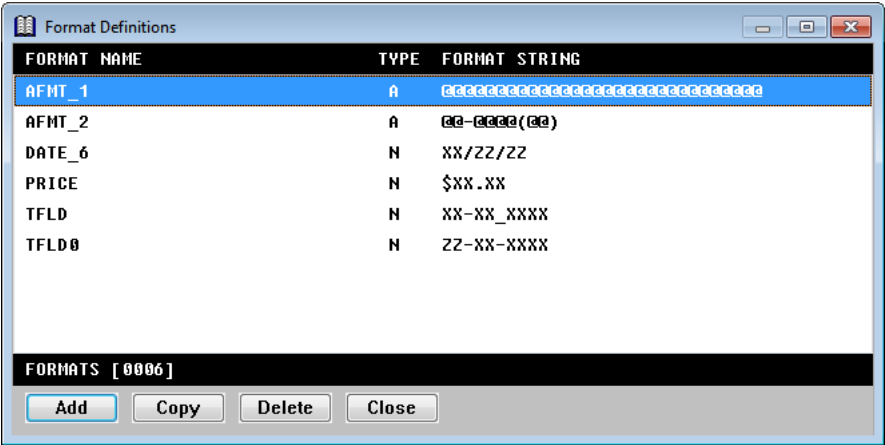 Format Definitions
FORMAT NAME TYPE FORMAT STRING
AFMT_1 A @@@@@@@@@@@@@@@@@@@@@@@@@@@@@@
AFMT_2 A @@-@@@@(@@)
DATE_6 N XX/ZZ/ZZ
PRICE N $XX.XX
TFLD N XX-XX_XXXX
TFLD0 N ZZ-XX-XXXX
FORMATS [0006]
Add Copy Delete Close